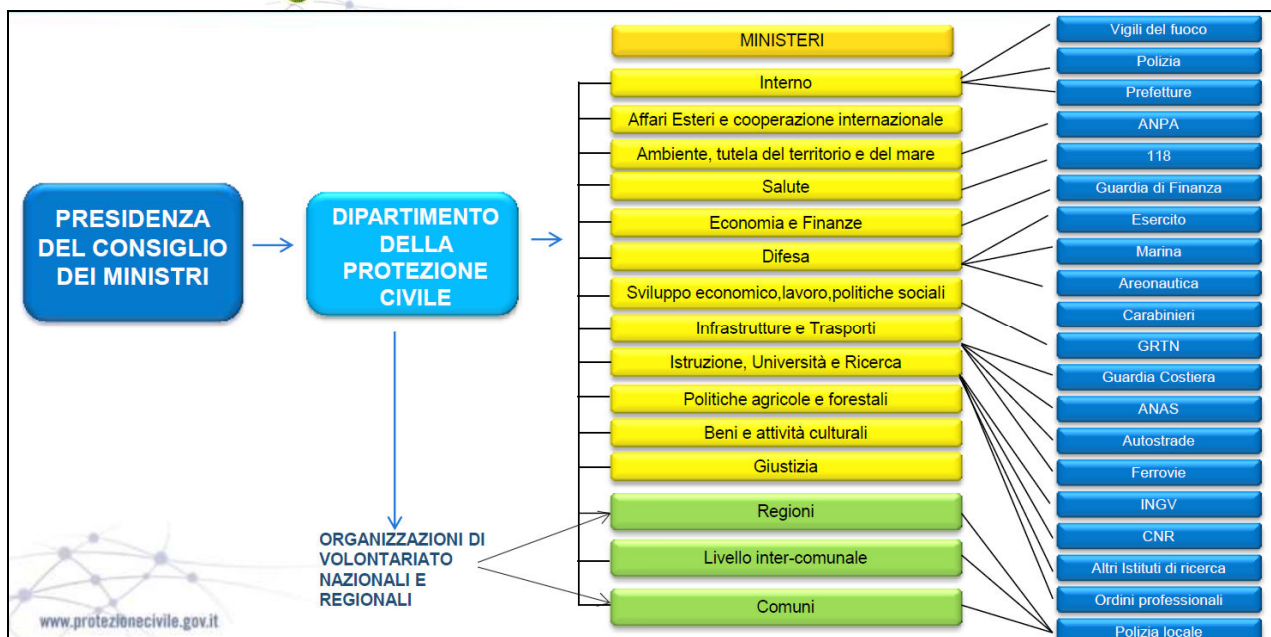 PRESIDENZA
DEL CONSIGLIO
DEI MINISTRI
DIPARTIMENTO
DELLA
PROTEZIONE
CIVILE
ORGANIZZAZIONI DI
VOLONTARIATO
NAZIONALI E
REGIONALI
www.protezionecivile.gov.it
MINISTERI
Interno
Affari Esteri e cooperazione internazionale
Ambiente, tutela del territorio e del mare
Salute
Economia e Finanze
Difesa
Sviluppo economico,lavoro,politiche sociali
Infrastrutture e Trasporti
Istruzione, Università e Ricerca
Politiche agricole e forestali
Beni e attività culturali
Giustizia
Regioni
Livello inter-comunale
Comuni
Vigili del fuoco
Polizia
Prefetture
ANPA
118
Guardia di Finanza
Esercito
Marina
Areonautica
Carabinieri
GRTN
Guardia Costiera
ANAS
Autostrade
Ferrovie
INGV
CNR
Altri Istituti di ricerca
Ordini professionali
Polizia locale